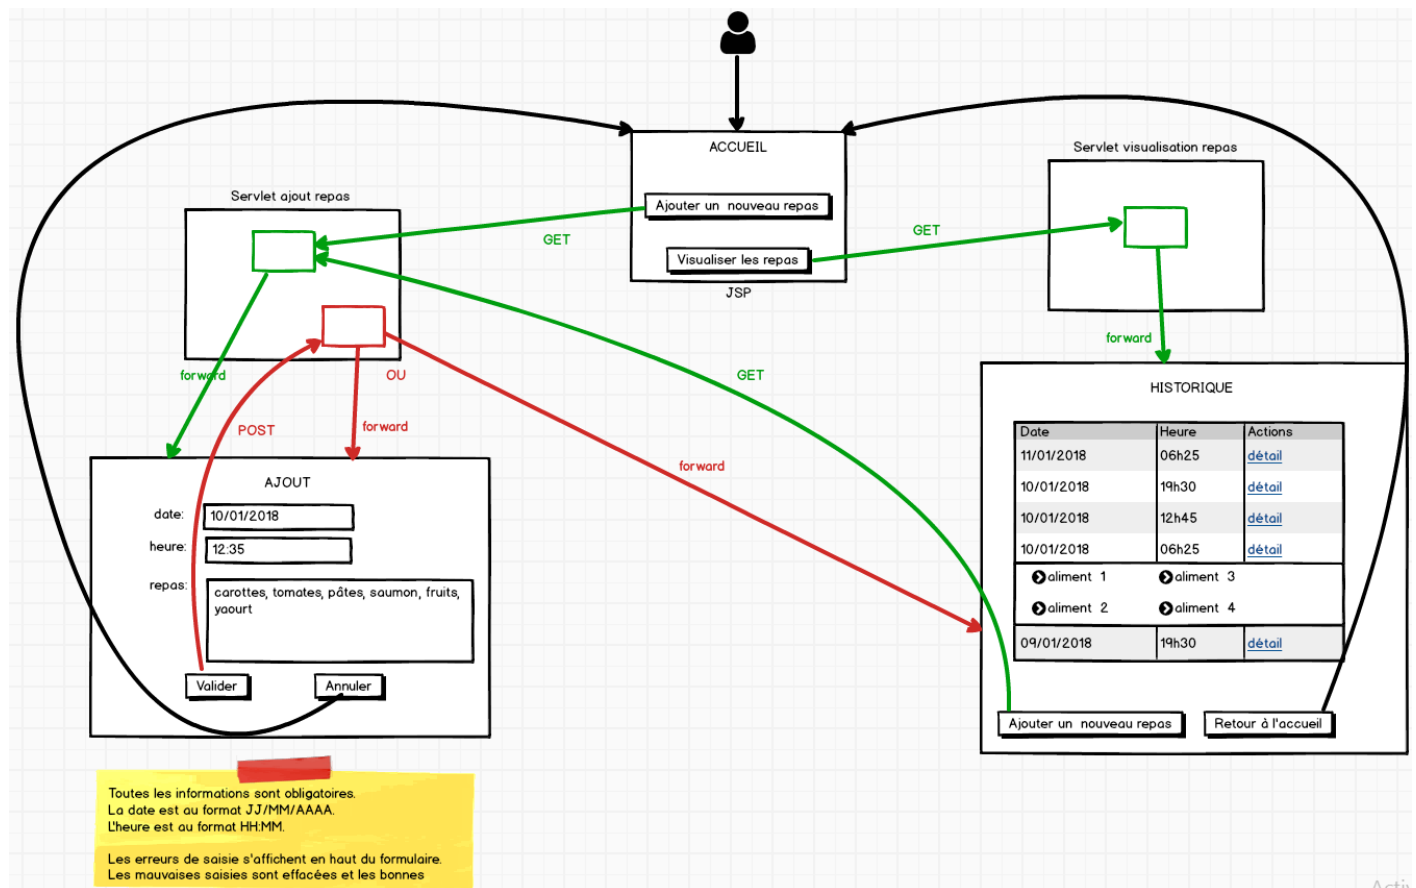 ACCUEIL
Ajouter un nouveau repas
Visualiser les repas
JSP
Servlet visualisation repas
Servlet ajout repas
GET
GET
forward
forward
OU
POST
forward
GET
forward
AJOUT
date: 10/01/2018
heure: 12:35
repas: carottes, tomates, pâtes, saumon, fruits,
yaourt
Valider Annuler
HISTORIQUE
Date Heure Actions
11/01/2018 06h25 détail
10/01/2018 19h30 détail
10/01/2018 12h45 détail
10/01/2018 06h25 détail
aliment 1 aliment 3
aliment 2 aliment 4
09/01/2018 19h30 détail
Ajouter un nouveau repas Retour à l'accueil
Toutes les informations sont obligatoires.
La date est au format JJ/MM/AAAA.
L'heure est au format HH:MM.
Les erreurs de saisie s'affichent en haut du formulaire.
Les mauvaises saisies sont effacées et les bonnes